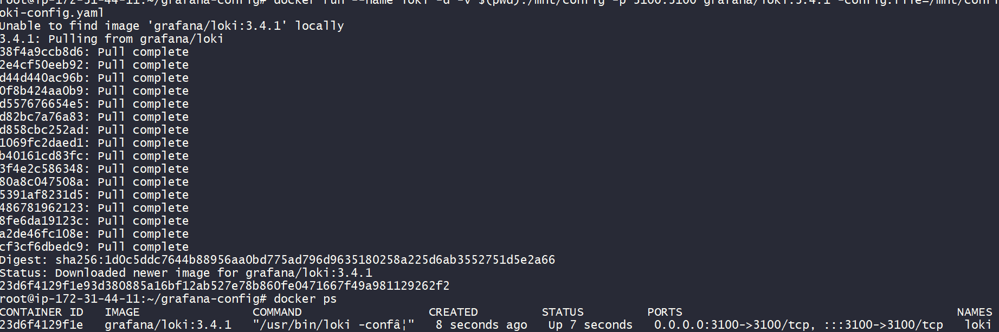 root@ip-172-31-44-11:~/grafana-config# docker run --name loki -d -v $(pwd):/mnt/config -p 3100:3100 grafana/loki:3.4.1 -config.file=/mnt/confi
oki-config.yaml
Unable to find image 'grafana/loki:3.4.1' locally
3.4.1: Pulling from grafana/loki
38f4a9ccb8d6: Pull complete
2e4cf50eeb92: Pull complete
d44d440ac96b: Pull complete
0f8b424aa0b9: Pull complete
d557676654e5: Pull complete
d82bc7a76a83: Pull complete
d858cbc252ad: Pull complete
1069fc2daed1: Pull complete
b40161cd83fc: Pull complete
3f4e2c586348: Pull complete
80a8c047508a: Pull complete
5391af8231d5: Pull complete
486781962123: Pull complete
8fe6da19123c: Pull complete
a2de46fc108e: Pull complete
cf3cf6dbedc9: Pull complete
Digest: sha256:1d0c5ddc7644b88956aa0bd775ad796d9635180258a225d6ab3552751d5e2a66
Status: Downloaded newer image for grafana/loki:3.4.1
23d6f4129f1e93d380885a16bf12ab527e78b860fe0471667f49a981129262f2
root@ip-172-31-44-11:~/grafana-config# docker ps
CONTAINER ID IMAGE COMMAND CREATED STATUS PORTS NAMES
23d6f4129f1e grafana/loki:3.4.1 "/usr/bin/loki -confâ¦" 8 seconds ago Up 7 seconds 0.0.0.0:3100->3100/tcp, :::3100->3100/tcp loki